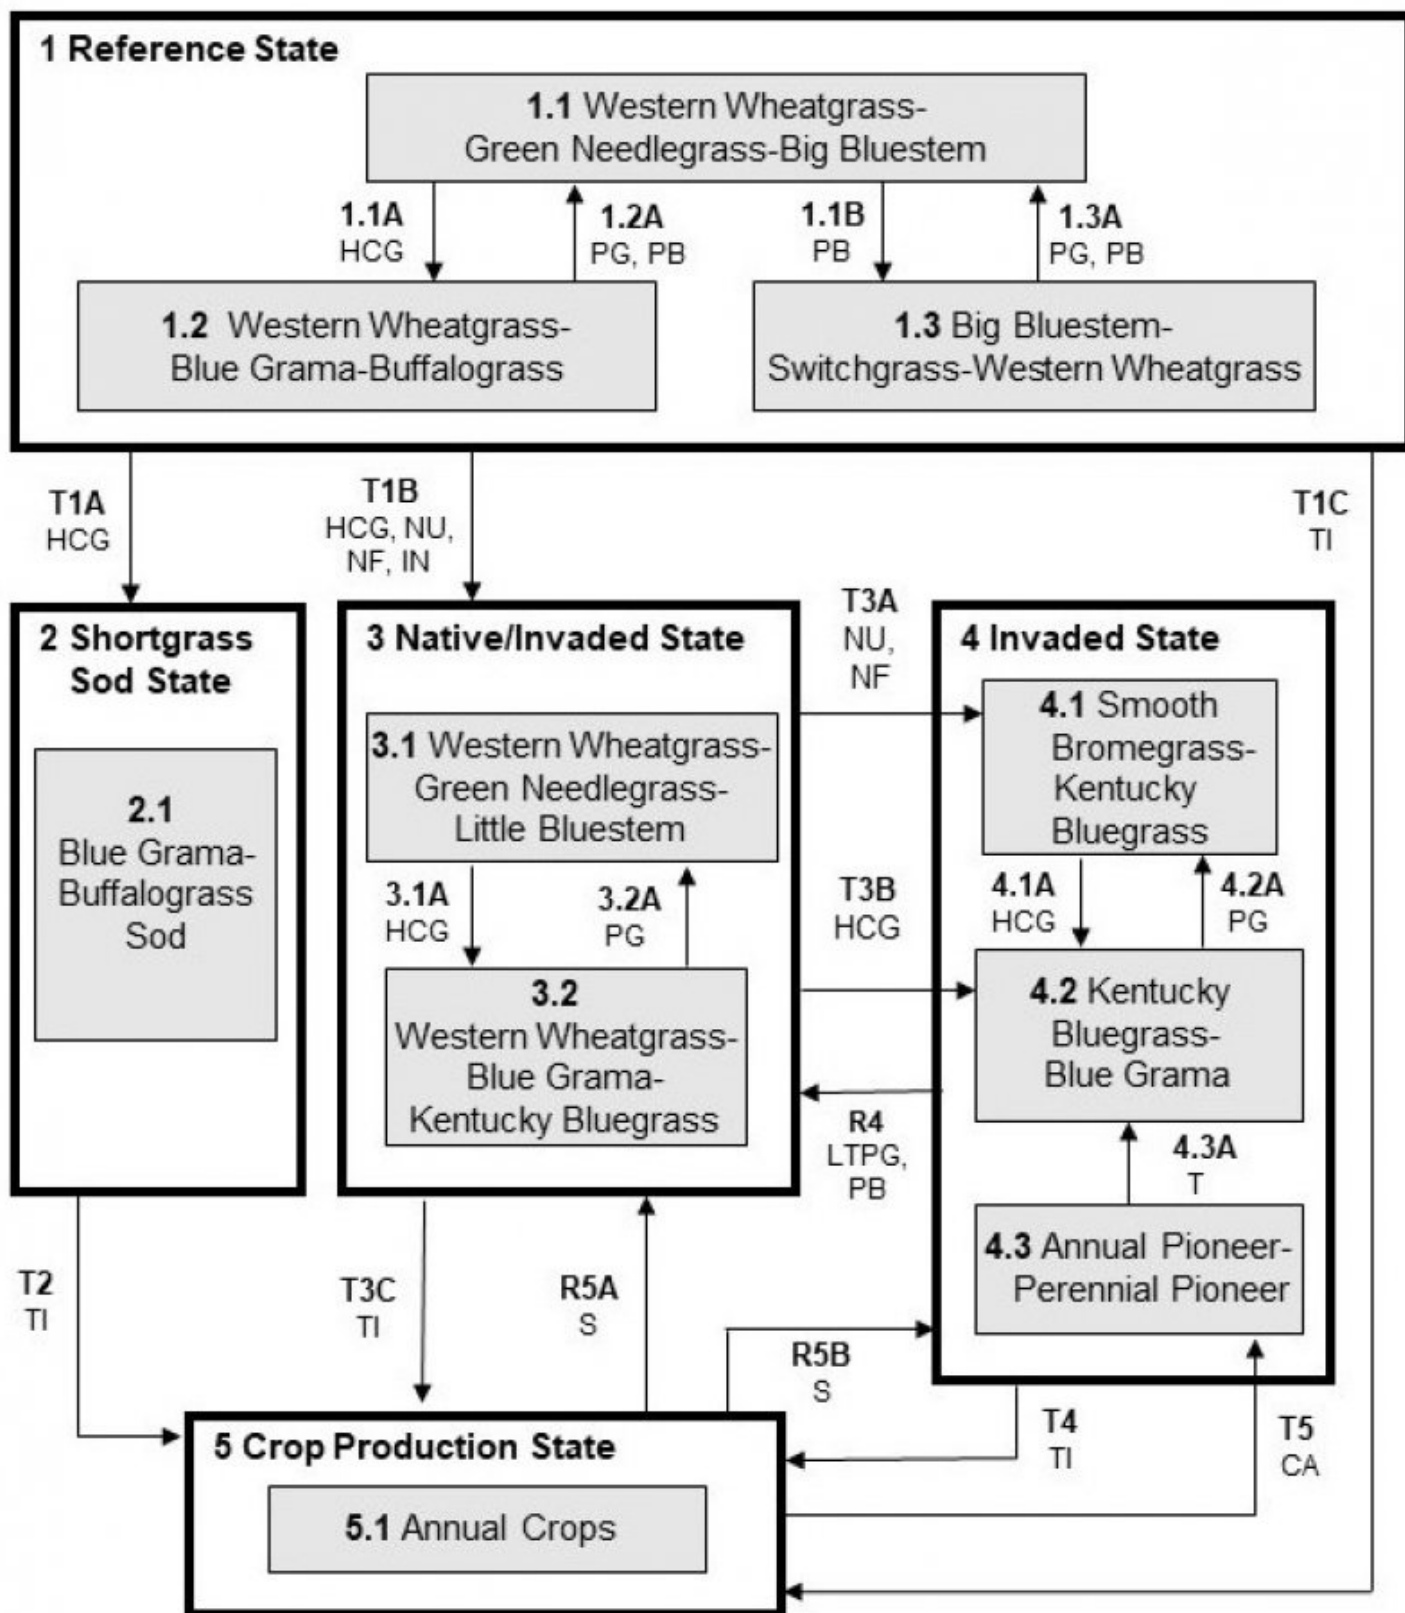 1 Reference State
1.1 Western Wheatgrass-
Green Needlegrass-Big Bluestem
1.1A
HCG
1.2A
PG, PB
1.1B
PB
1.3A
PG, PB
1.2 Western Wheatgrass-
Blue Grama-Buffalograss
1.3 Big Bluestem-
Switchgrass-Western Wheatgrass
T1A
HCG
T1B
HCG, NU,
NF, IN
T1C
TI
2 Shortgrass
Sod State
2.1
Blue Grama-
Buffalograss
Sod
3 Native/Invaded State
3.1 Western Wheatgrass-
Green Needlegrass-
Little Bluestem
3.1A
HCG
3.2A
PG
3.2
Western Wheatgrass-
Blue Grama-
Kentucky Bluegrass
T3A
NU,
NF
T3B
HCG
R4
LTPG,
PB
4 Invaded State
4.1 Smooth
Bromegrass-
Kentucky
Bluegrass
4.1A
HCG
4.2A
PG
4.2 Kentucky
Bluegrass-
Blue Grama
4.3A
T
4.3 Annual Pioneer-
Perennial Pioneer
T2
TI
T3C
TI
R5A
S
R5B
S
T4
TI
T5
CA
5 Crop Production State
5.1 Annual Crops